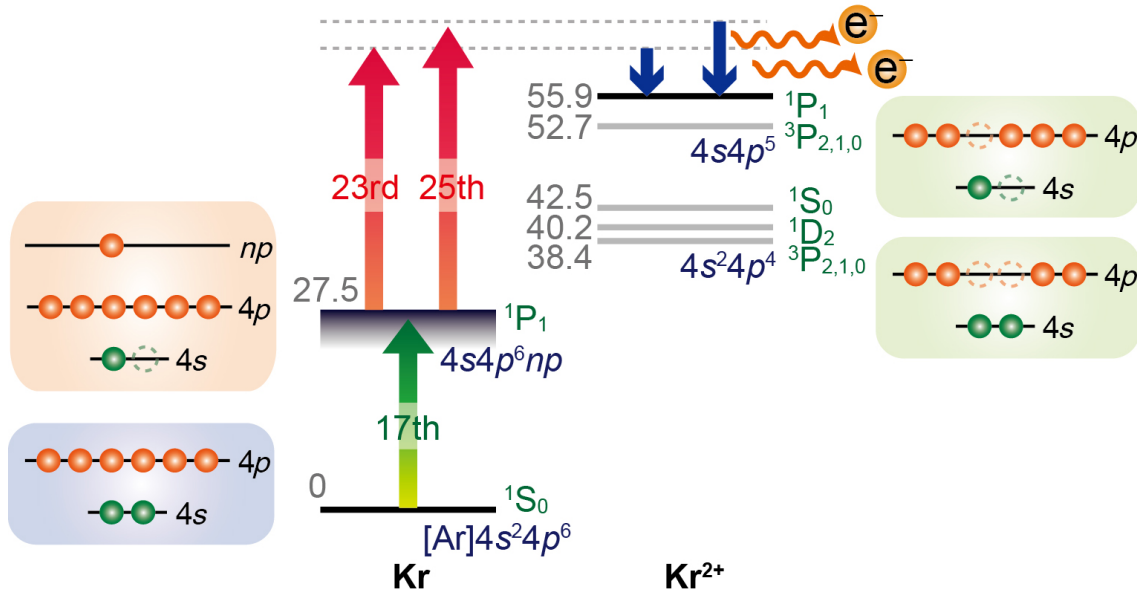 e⁻
e⁻
23rd
25th
17th
27.5
¹P₁
4s4p⁶np
0
¹S₀
[Ar]4s²4p⁶
Kr
55.9
¹P₁
52.7
³P₂,₁,₀
4s4p⁵
42.5
¹S₀
40.2
¹D₂
38.4
³P₂,₁,₀
4s²4p⁴
Kr²⁺
np
4p
4s
4p
4s
4p
4s
4p
4s